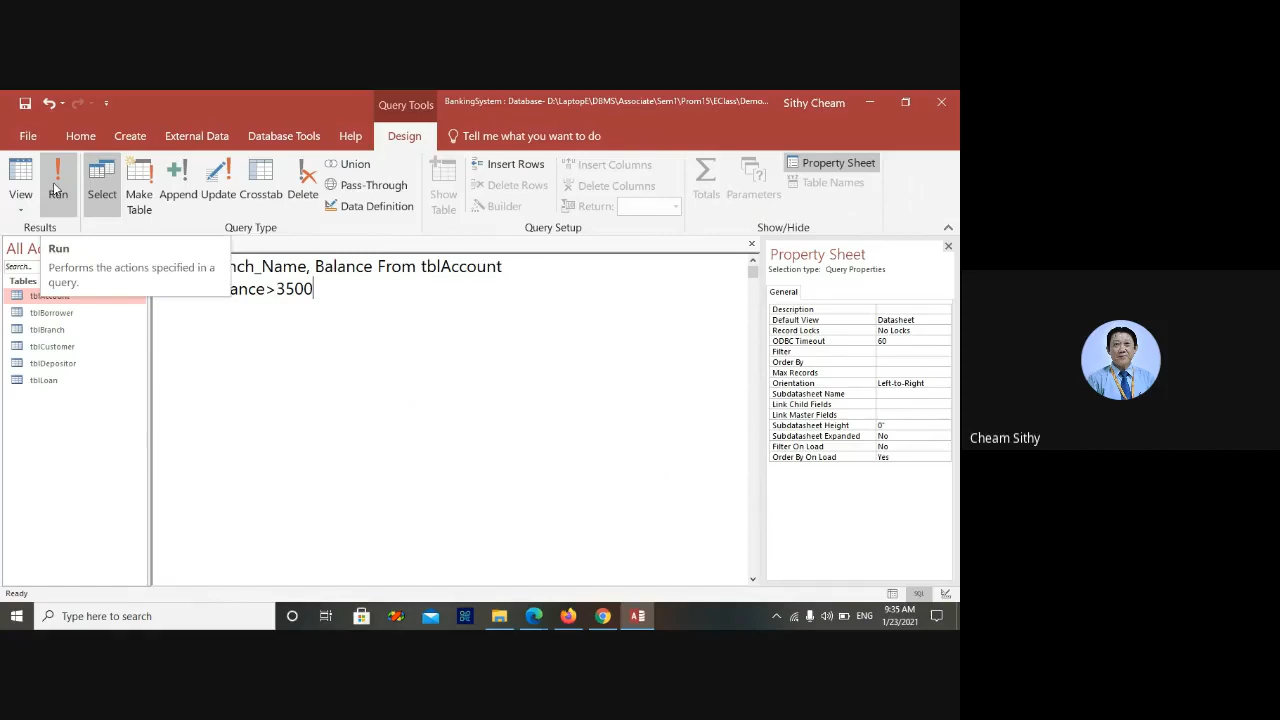 Query Tools
BankingSystem : Database- D:\LaptopE\DBMS\Associate\Sem1\Prom15\EClass\Demo...
Sithy Cheam
File Home Create External Data Database Tools Help Design Tell me what you want to do
View
Run
Select
Make Table
Append
Update
Crosstab
Delete
Union
Pass-Through
Data Definition
Show Table
Insert Rows
Delete Rows
Builder
Insert Columns
Delete Columns
Return:
Totals
Parameters
Property Sheet
Table Names
Results
Query Type
Query Setup
Show/Hide
All Ac
Search...
Tables
tblBorrower
tblBranch
tblCustomer
tblDepositor
tblLoan
Run
Performs the actions specified in a
query.
nch_Name, Balance From tblAccount
ance>3500
Property Sheet
Selection type: Query Properties
General
Description
Default View Datasheet
Record Locks No Locks
ODBC Timeout 60
Filter
Order By
Max Records
Orientation Left-to-Right
Subdatasheet Name
Link Child Fields
Link Master Fields
Subdatasheet Height 0"
Subdatasheet Expanded No
Filter On Load No
Order By On Load Yes
Ready
SQL
Type here to search
ENG
9:35 AM
1/23/2021
Cheam Sithy